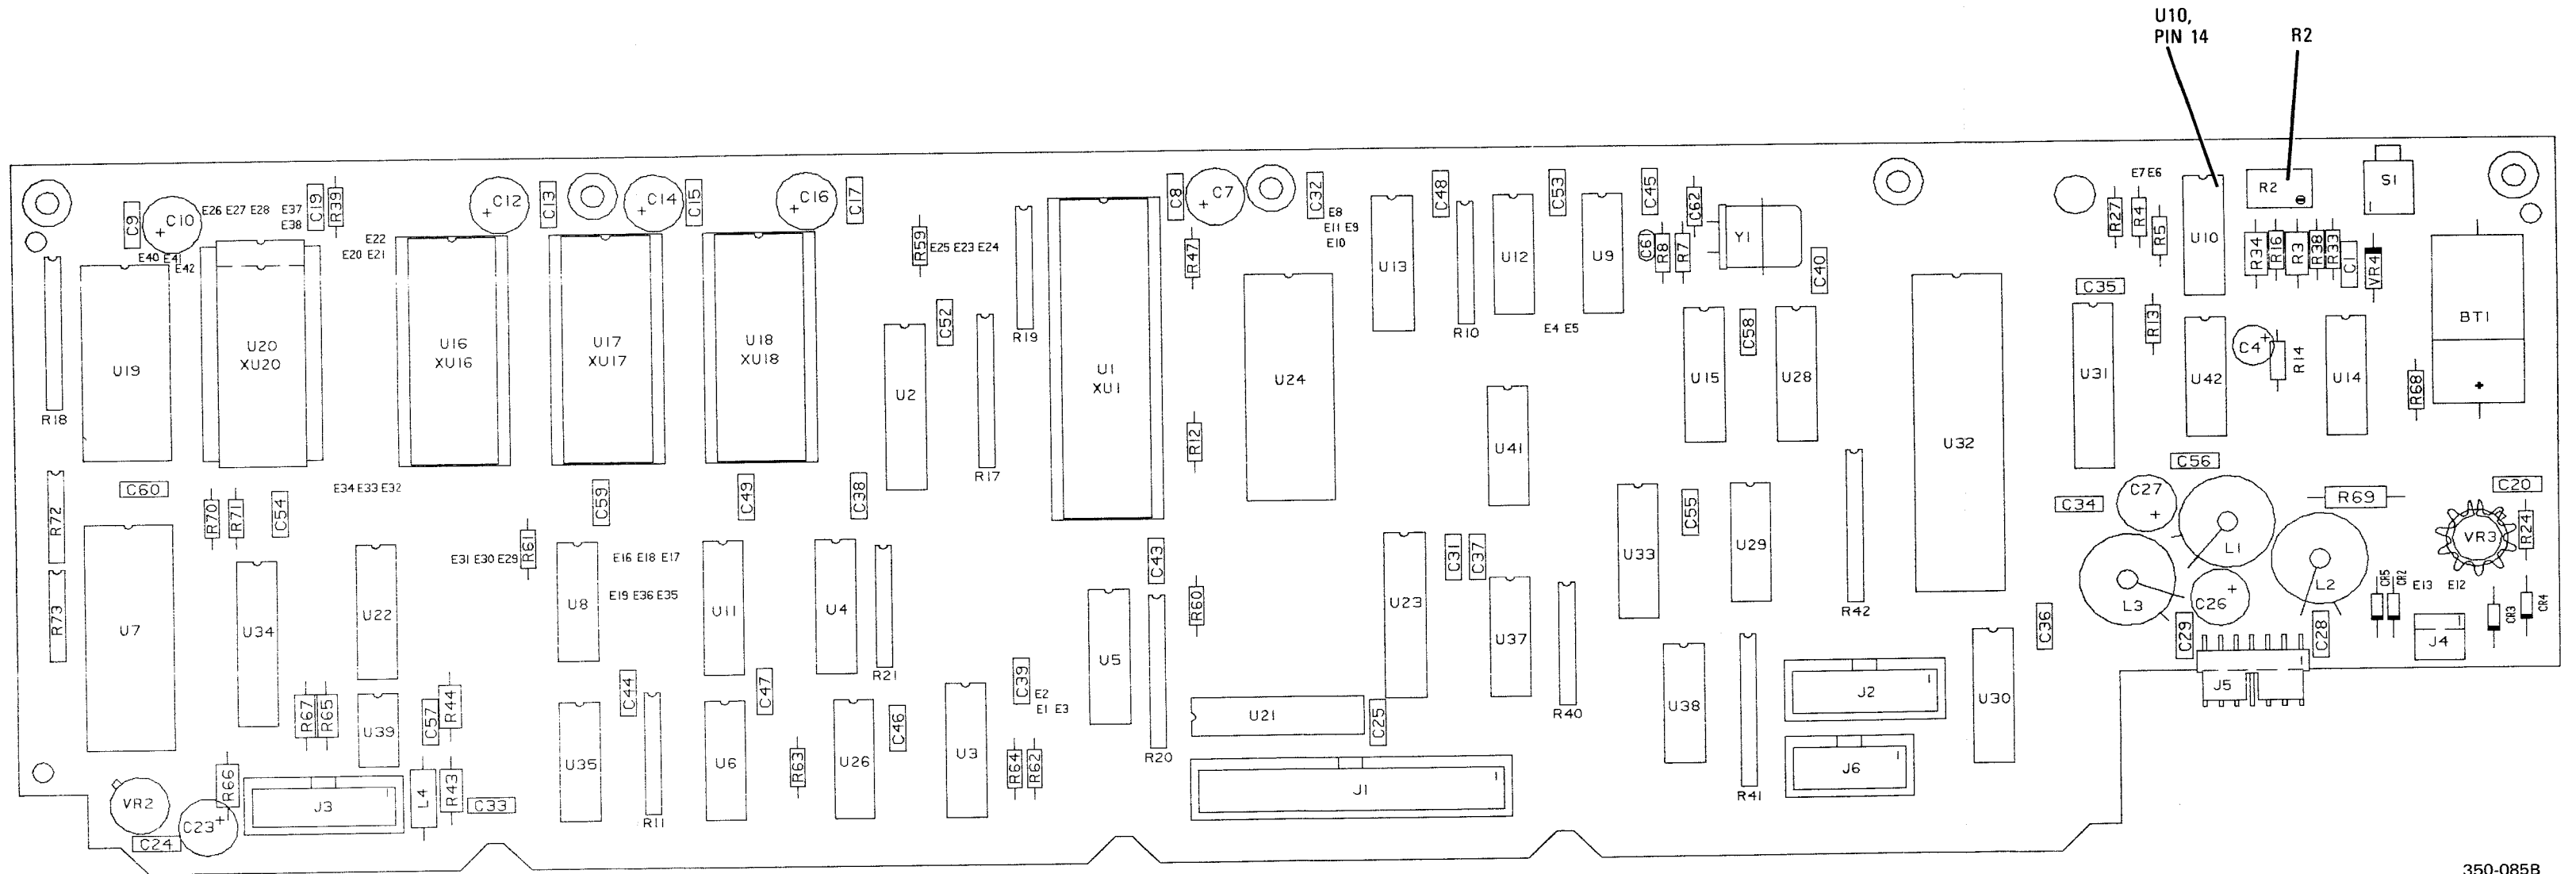 U10,
PIN 14
R2
C9
C10
+
E26 E27 E28
E37
E38
C19
R39
E40 E41
E42
E22
E20 E21
C12
+
C13
C14
+
C15
C16
+
C17
R59
E25 E23 E24
C8
C7
+
C32
E8
E11 E9
E10
C48
C53
C45
C62
C61
R8
R7
Y1
C40
R47
R27
E7 E6
R4
R5
U10
R2
R34
R16
R3
R38
R33
C1
VR4
S1
BT1
+
R18
U19
U20
XU20
U16
XU16
U17
XU17
U18
XU18
U2
C52
R17
R19
U1
XU1
R12
U24
U13
R10
U12
U9
E4 E5
U41
U15
C58
U28
U32
C35
U31
R13
U42
C4
+
R14
U14
R68
C60
R72
R70
R71
C54
E34 E33 E32
C59
C49
C38
C55
C56
C34
C27
+
L1
R69
C20
VR3
R24
R73
U7
U34
U22
E31 E30 E29
R61
U8
E16 E18 E17
E19 E36 E35
U11
U4
R21
C43
R60
U5
R20
U23
C31
C37
U37
R40
U33
U29
R42
C36
L3
C26
+
L2
C29
C28
CR5
CR2
E13
E12
CR3
CR4
J4
1
J5
1
R67
R65
U39
C57
R44
C44
R11
U35
C47
U6
R63
U26
C46
U3
C39
E2
E1 E3
R64
R62
U21
C25
J1
1
U38
R41
J2
1
J6
1
U30
VR2
C24
C23
+
R66
J3
1
L4
R43
C33
350-085B